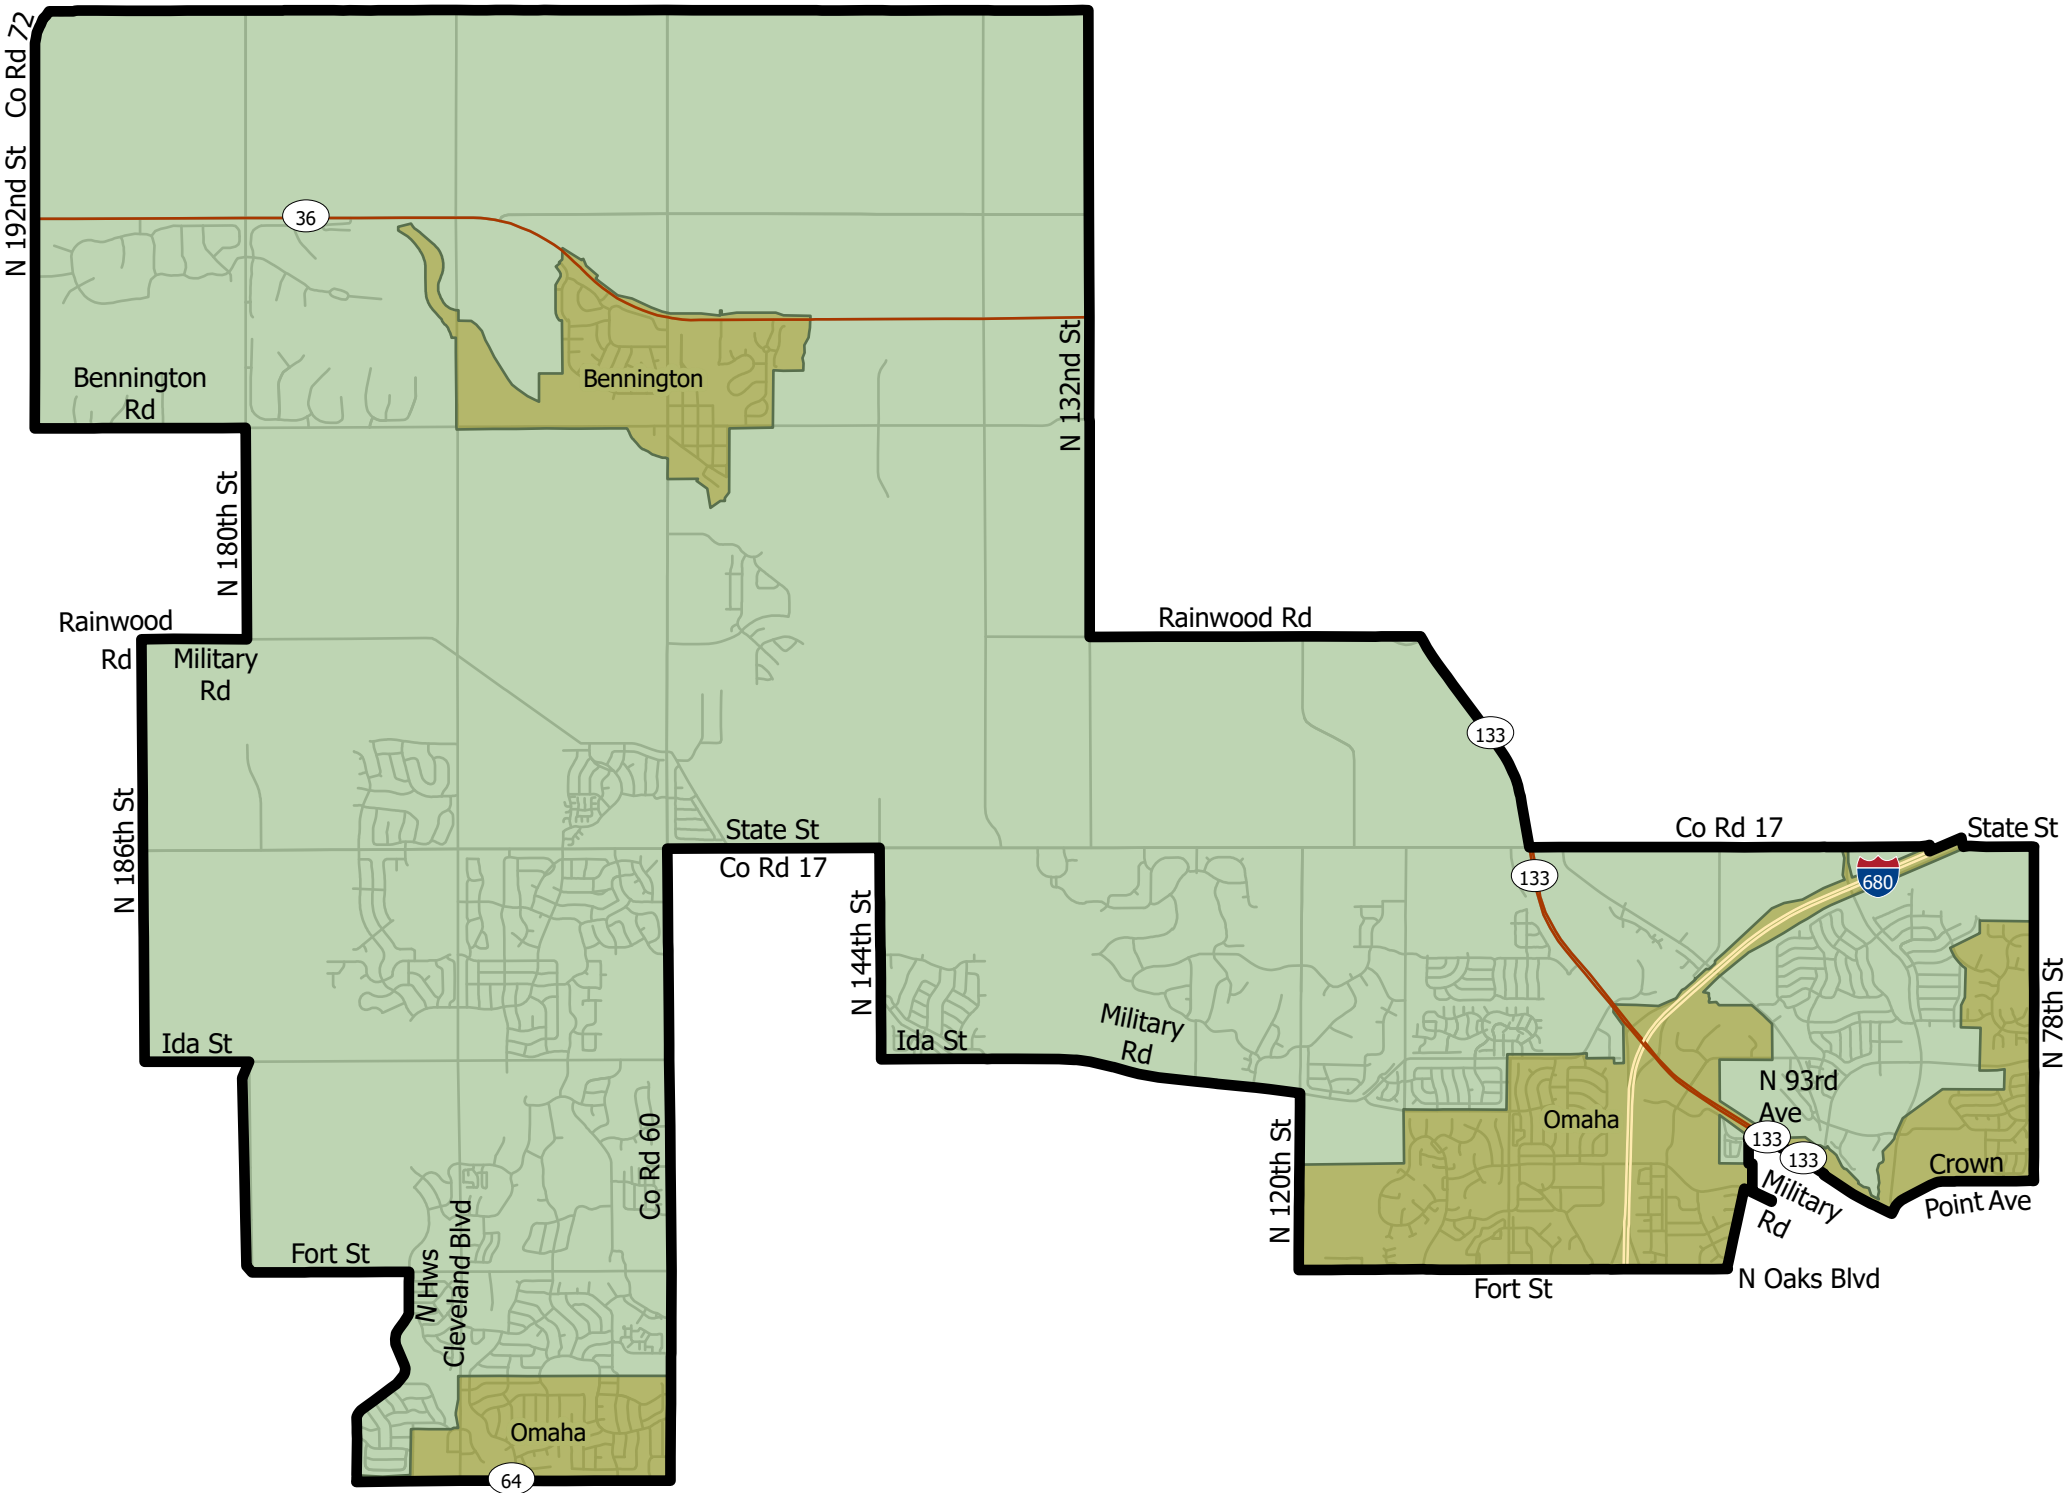 Co Rd 72
N 192nd St
36
Bennington
Rd
Bennington
N 132nd St
N 180th St
Rainwood
Rd
Military
Rd
Rainwood Rd
133
N 186th St
State St
Co Rd 17
Co Rd 17
State St
133
680
N 144th St
N 78th St
Ida St
Ida St
Military
Rd
N 93rd
Ave
Omaha
Co Rd 60
N 120th St
133
133
Crown
Point Ave
Military
Rd
Fort St
N Hws
Cleveland Blvd
Fort St
N Oaks Blvd
Omaha
64